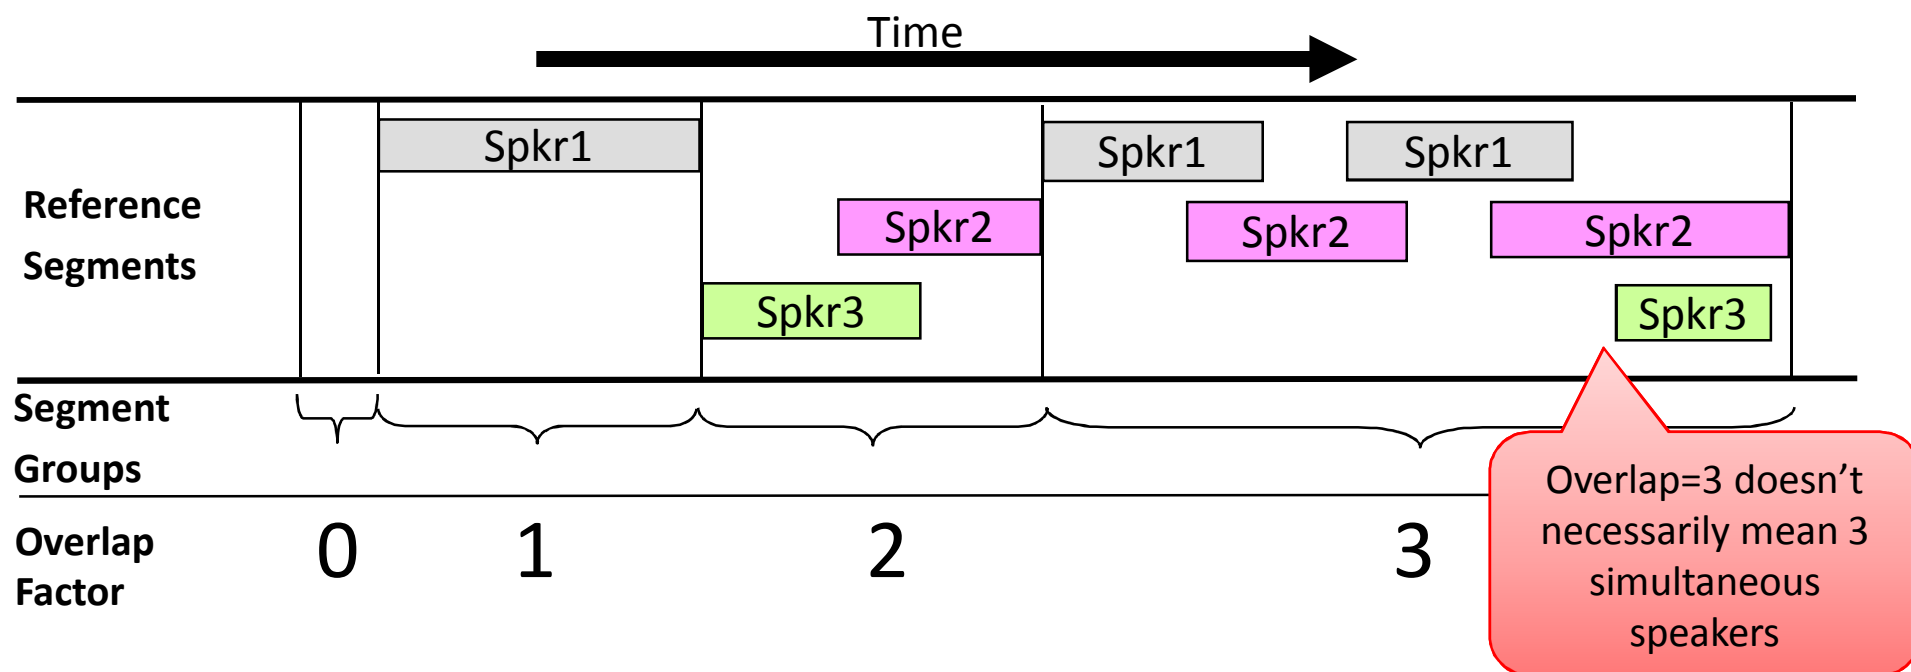 Time
Spkr1
Spkr1
Spkr1
Reference
Segments
Spkr2
Spkr2
Spkr2
Spkr3
Spkr3
Segment
Groups
Overlap
Factor
0
1
2
3
Overlap=3 doesn’t
necessarily mean 3
simultaneous
speakers